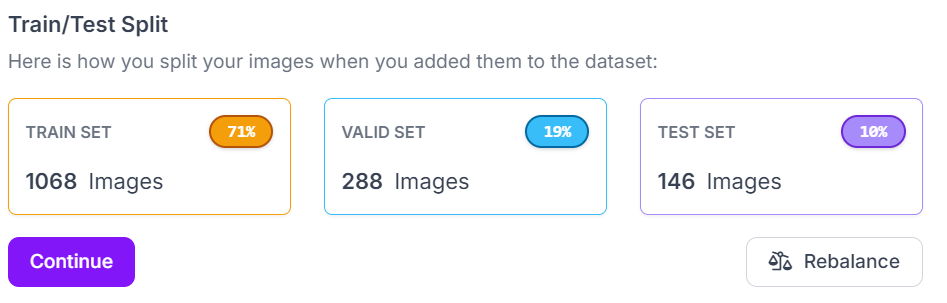 Train/Test Split
Here is how you split your images when you added them to the dataset:
TRAIN SET 71%
1068 Images
VALID SET 19%
288 Images
TEST SET 10%
146 Images
Continue
Rebalance